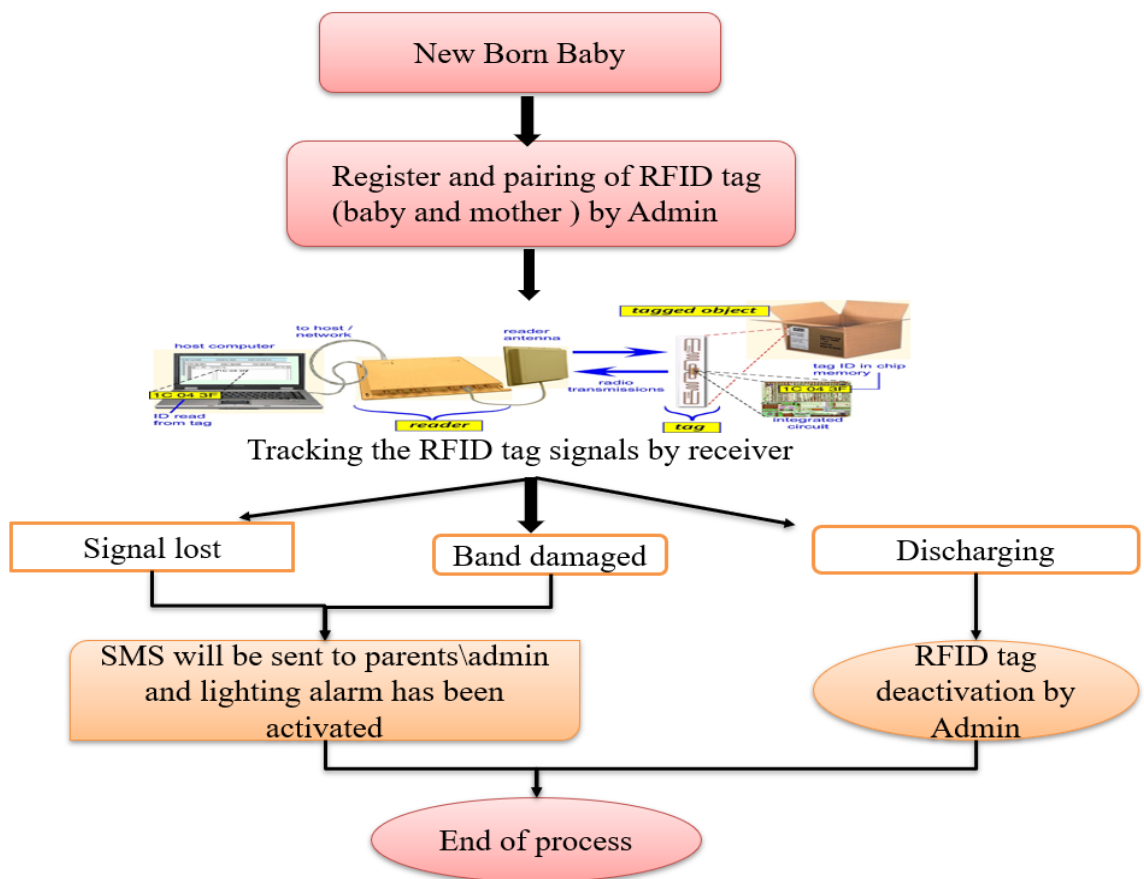 New Born Baby
Register and pairing of RFID tag
(baby and mother ) by Admin
tagged object
to host /
network
reader
antenna
host computer
tag ID in chip
memory
radio
transmissions
1C 04 3F
1C 04 3F
1C 04 3F
ID read
from tag
reader
tag
integrated
circuit
Tracking the RFID tag signals by receiver
Signal lost
Band damaged
Discharging
SMS will be sent to parents\admin
and lighting alarm has been
activated
RFID tag
deactivation by
Admin
End of process